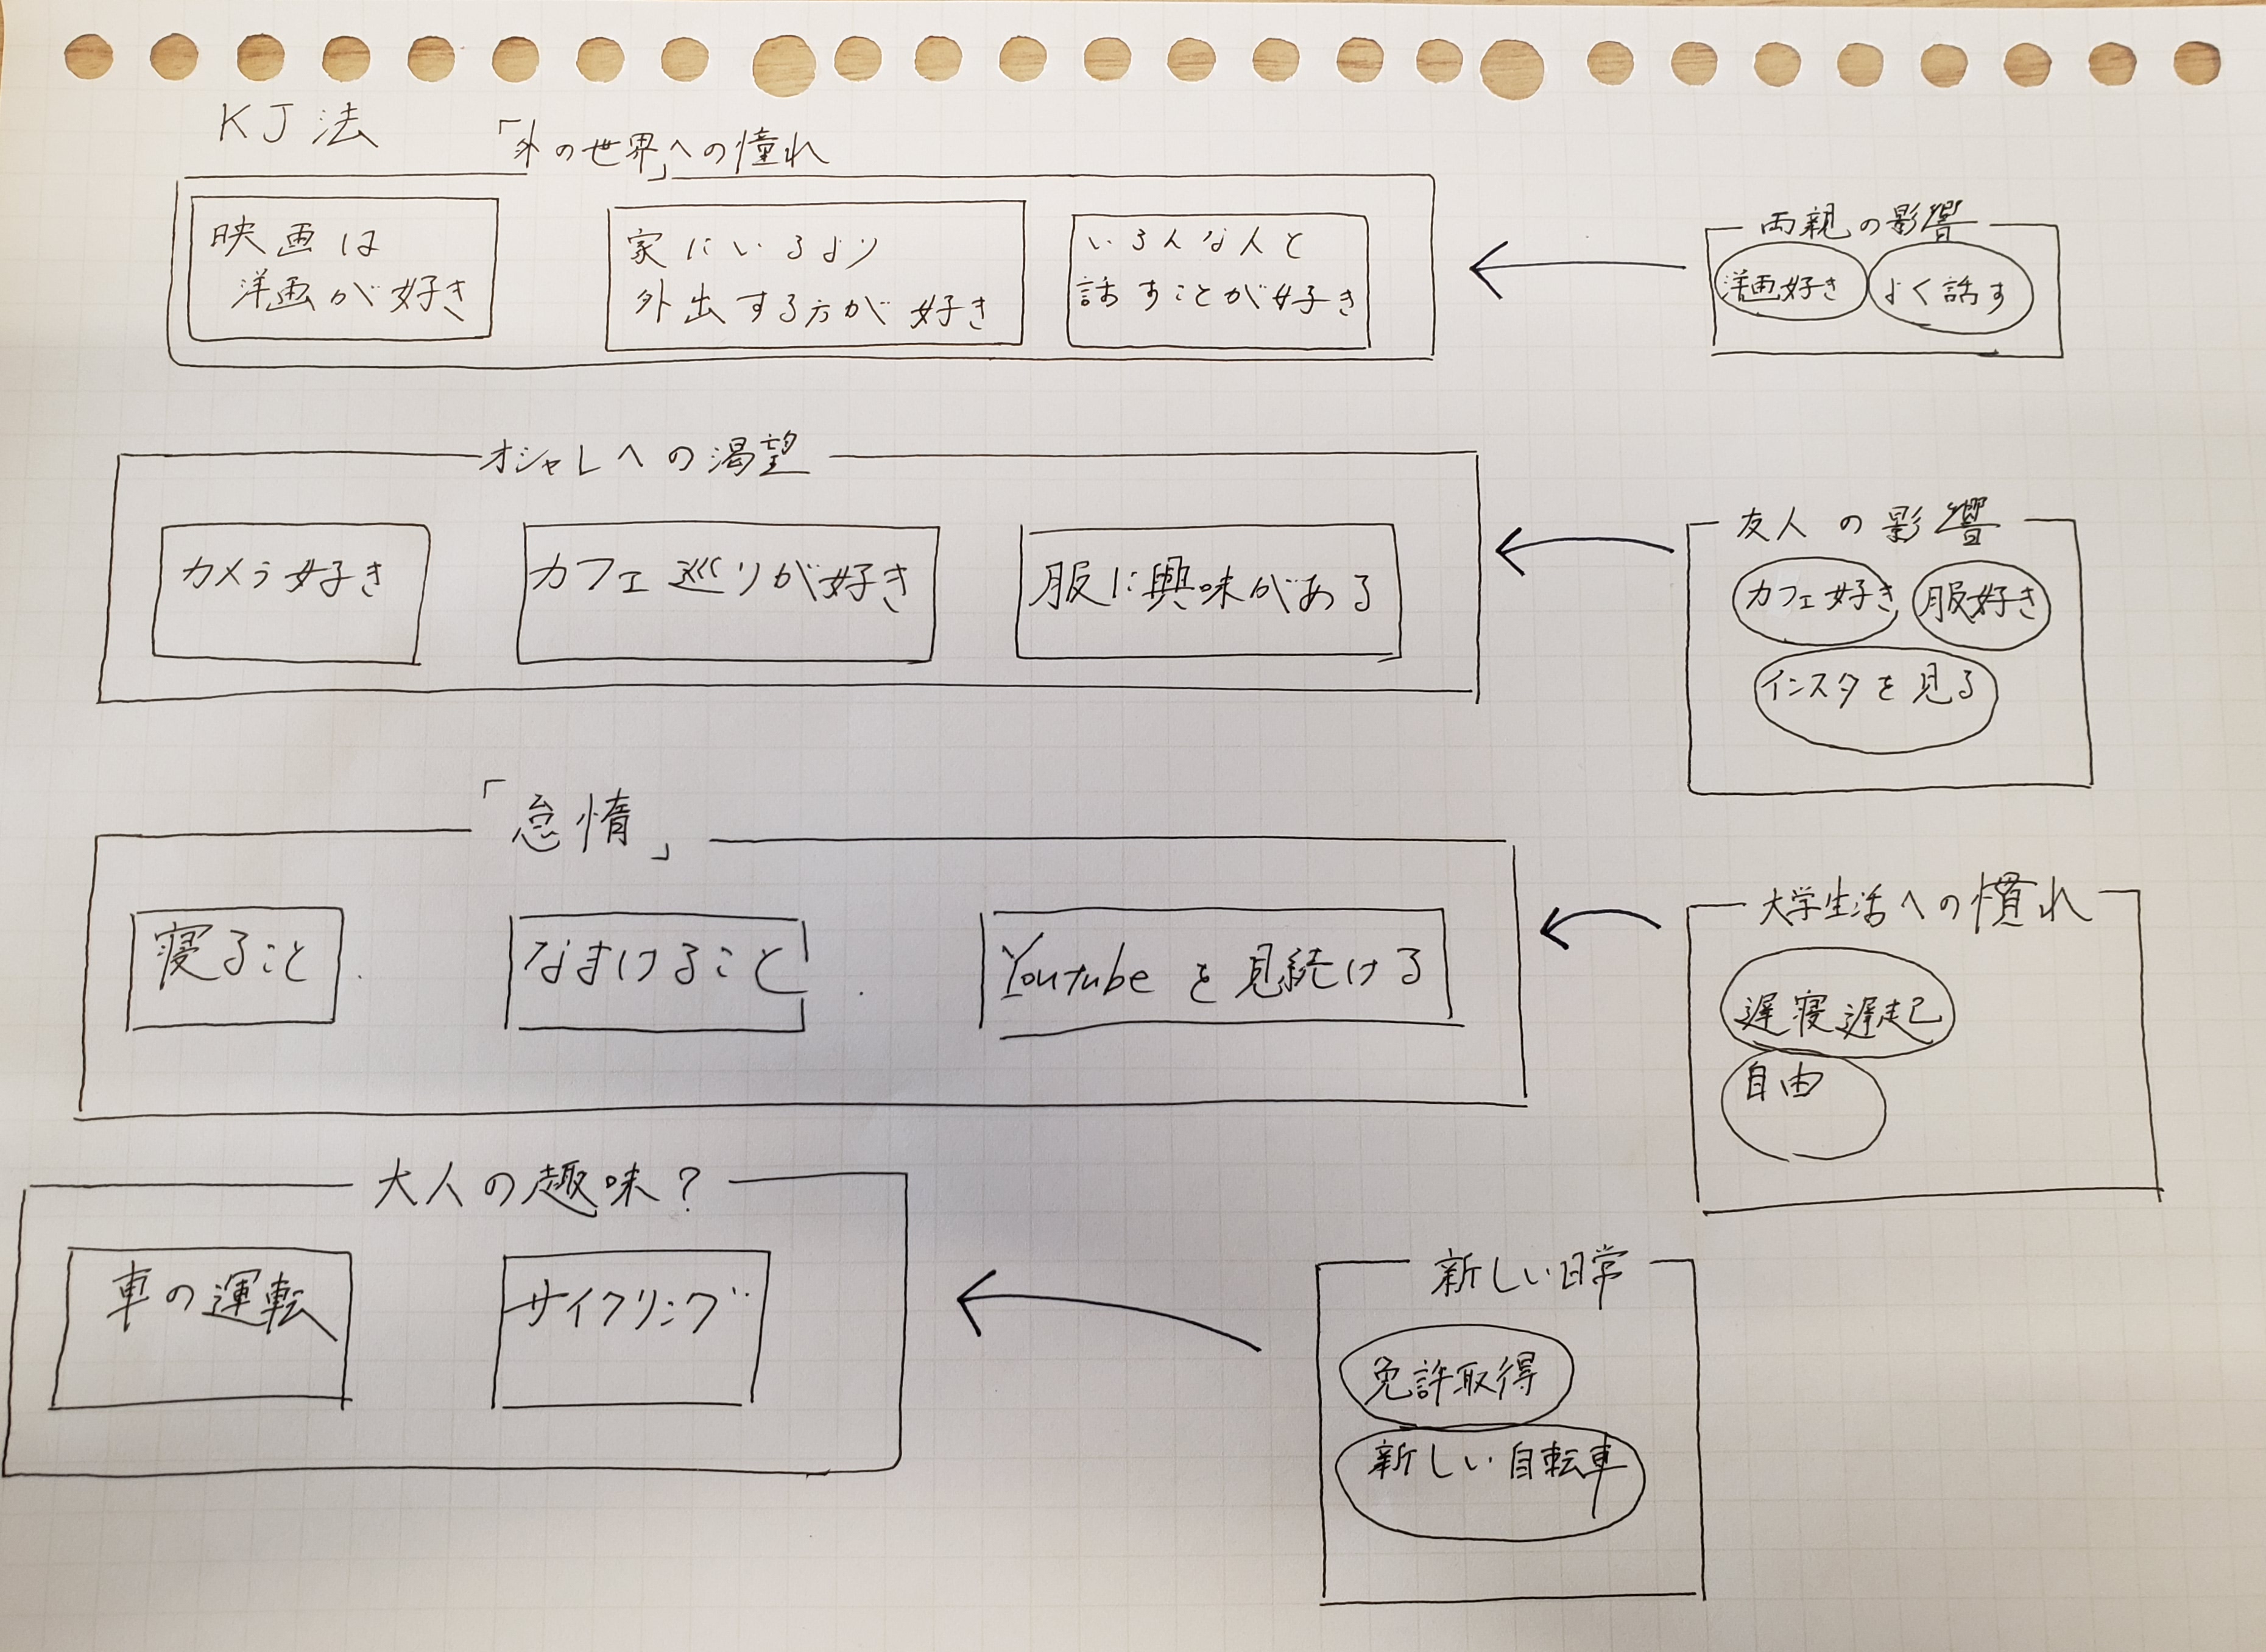 KJ法
「外の世界」への憧れ
映画は
洋画が好き
家にいるより
外出する方が好き
いろんな人と
話すことが好き
両親の影響
洋画好き
よく話す
オシャレへの渇望
カメラ好き
カフェ巡りが好き
服に興味がある
友人の影響
カフェ好き
服好き
インスタを見る
「怠惰」
寝ること
なまけること
Youtubeを見続ける
大学生活への慣れ
遅寝遅起
自由
大人の趣味?
車の運転
サイクリング
新しい日常
免許取得
新しい自転車